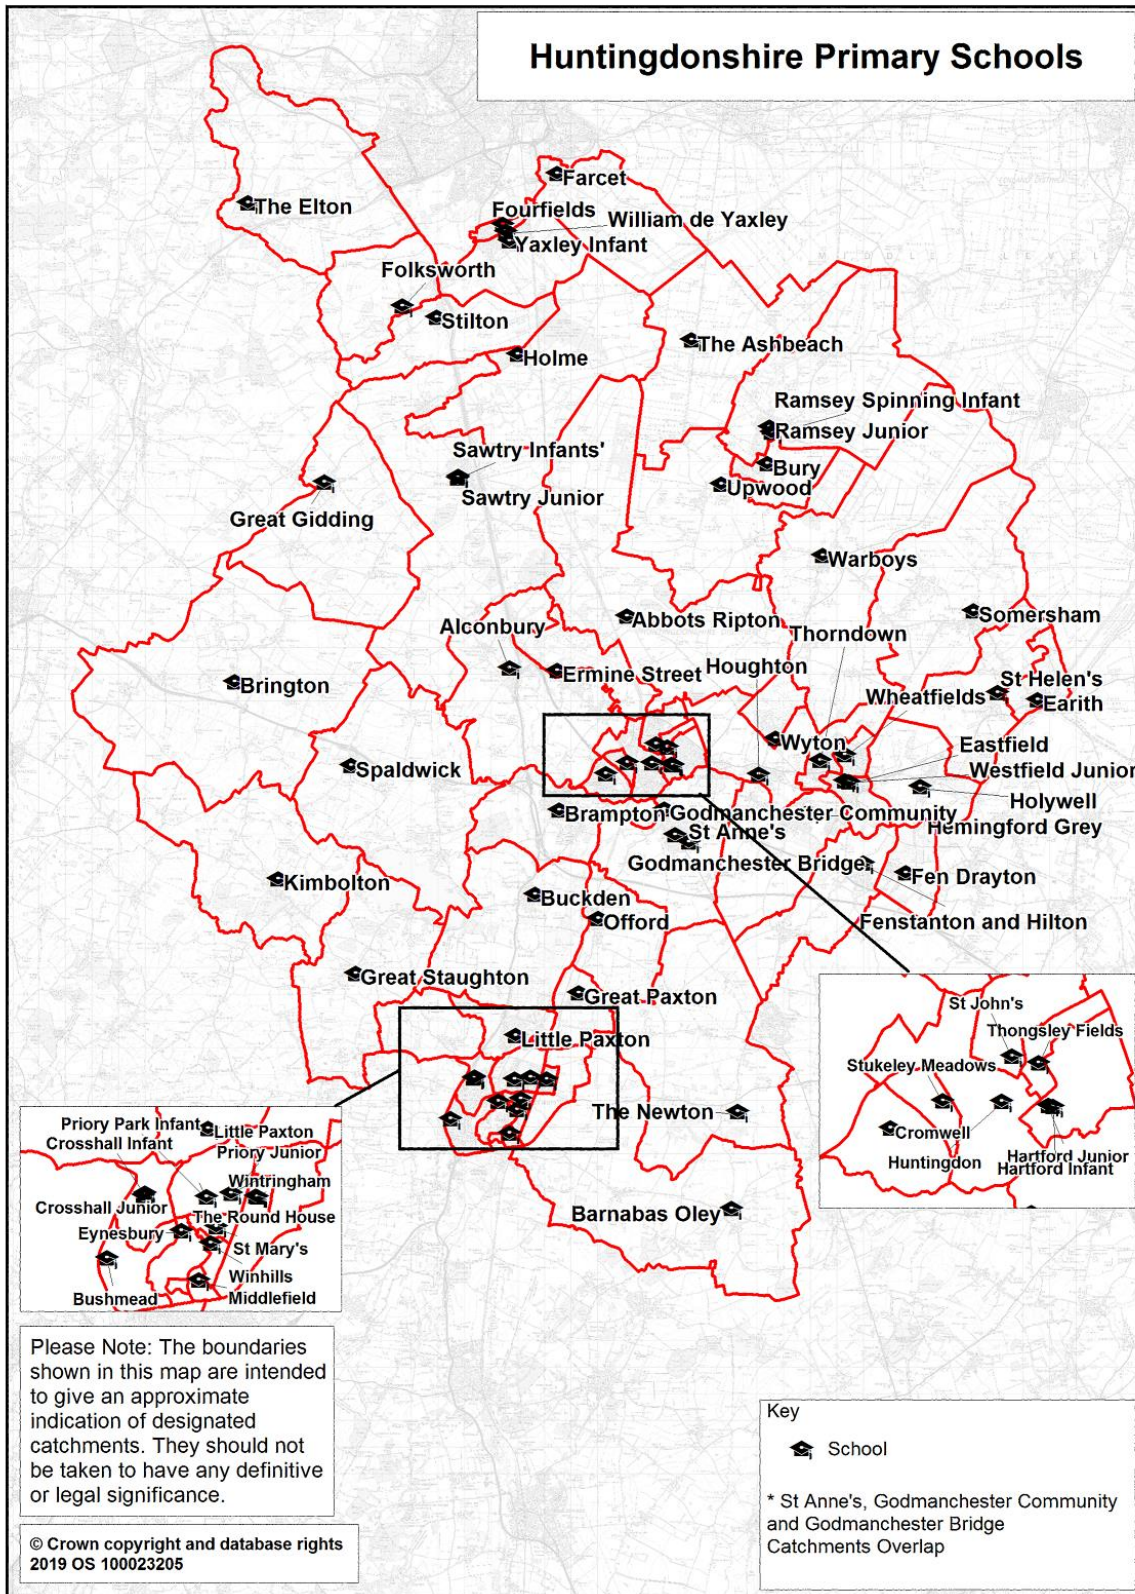 Huntingdonshire Primary Schools
Farcet
The Elton
Fourfields
William de Yaxley
Yaxley Infant
Folksworth
Stilton
The Ashbeach
Holme
Ramsey Spinning Infant
Ramsey Junior
Sawtry Infants'
Bury
Upwood
Sawtry Junior
Great Gidding
Warboys
Somersham
Abbots Ripton
Alconbury
Thorndown
Houghton
Ermine Street
St Helen's
Brington
Wheatfields
Earith
Wyton
Eastfield
Spaldwick
Westfield Junior
Holywell
Brampton
Godmanchester Community
Hemingford Grey
St Anne's
Godmanchester Bridge
Fen Drayton
Kimbolton
Buckden
Offord
Fenstanton and Hilton
Great Staughton
Great Paxton
Little Paxton
The Newton
Barnabas Oley
St John's
Thongsley Fields
Stukeley Meadows
Cromwell
Huntingdon
Hartford Junior
Hartford Infant
Priory Park Infant
Little Paxton
Crosshall Infant
Priory Junior
Wintringham
Crosshall Junior
The Round House
Eynesbury
St Mary's
Winhills
Bushmead
Middlefield
Please Note: The boundaries
shown in this map are intended
to give an approximate
indication of designated
catchments. They should not
be taken to have any definitive
or legal significance.
© Crown copyright and database rights
2019 OS 100023205
Key
School
* St Anne's, Godmanchester Community
and Godmanchester Bridge
Catchments Overlap